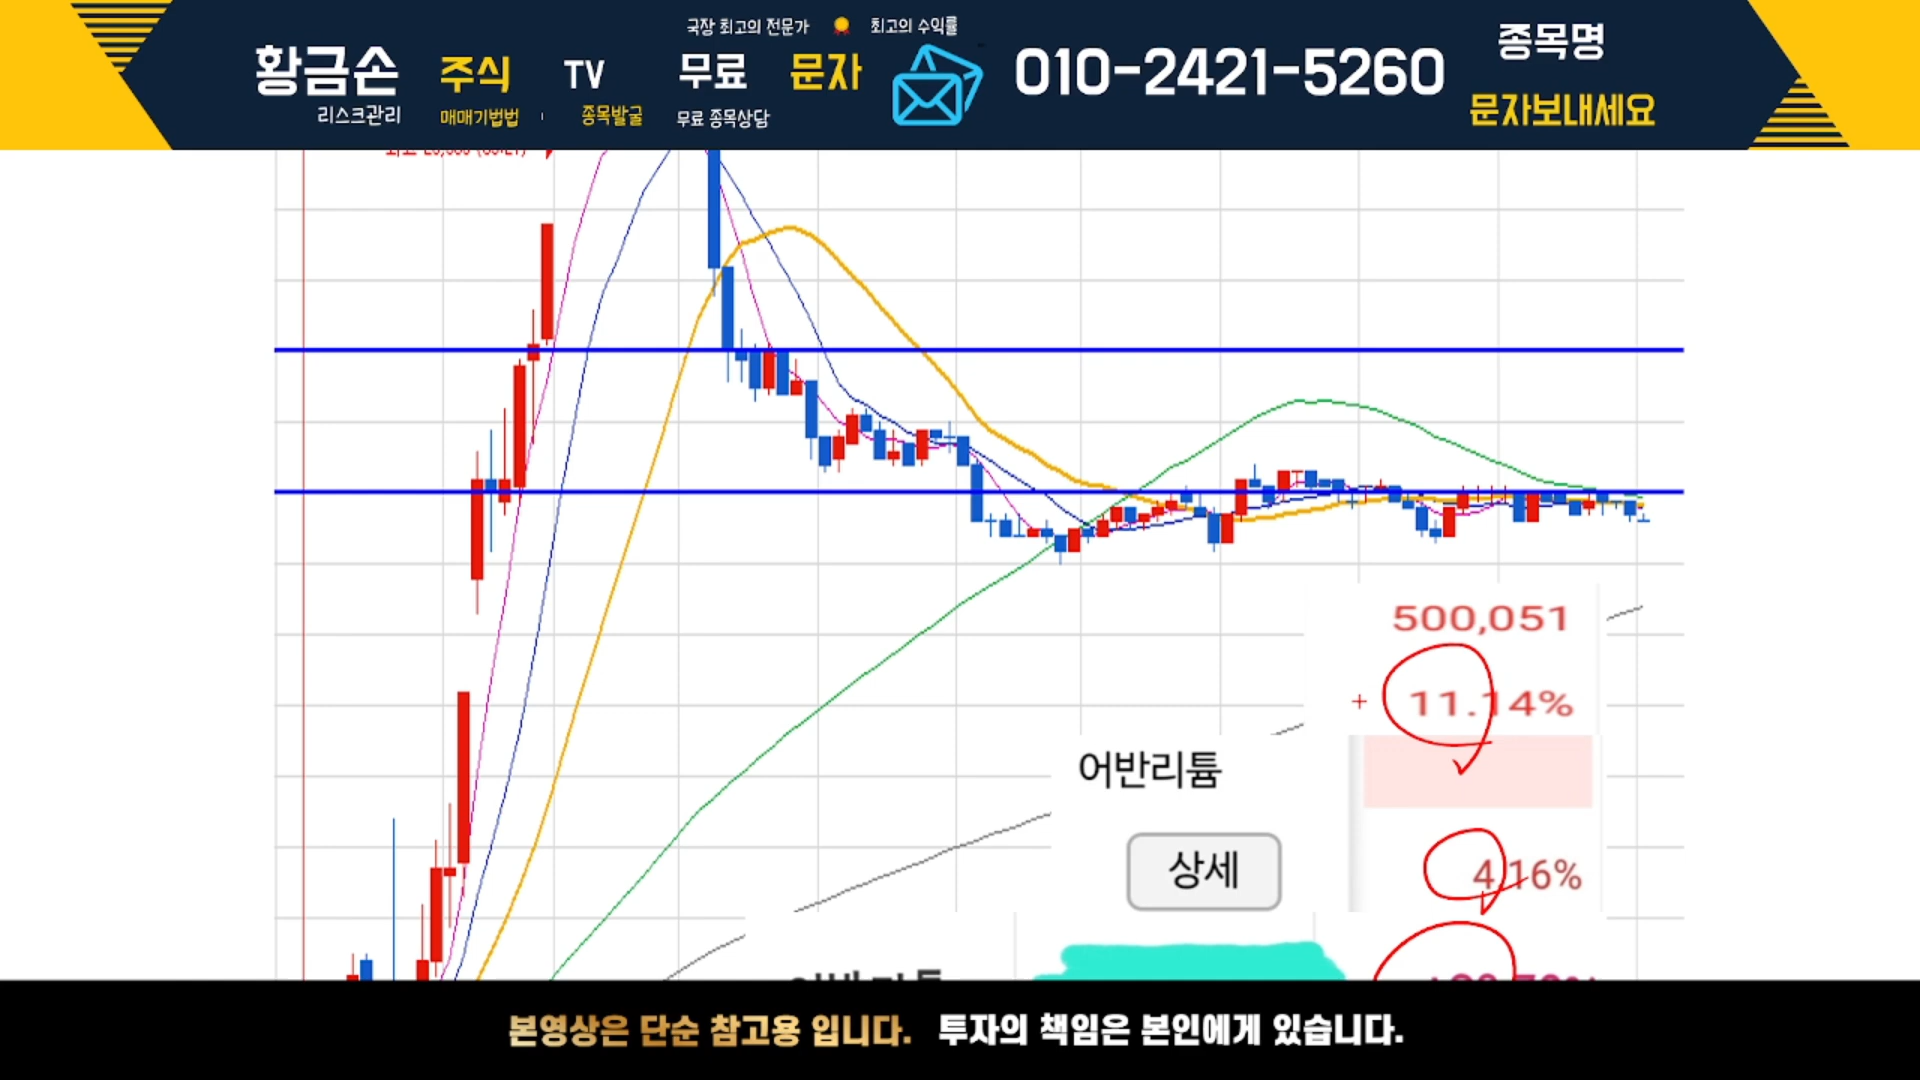 국장 최고의 전문가 최고의 수익률
황금손 주식 TV 무료 문자 010-2421-5260 종목명
리스크관리 매매기법법 종목발굴 무료 종목상담 문자보내세요
500,051
+ 11.14%
어반리튬
상세 4.16%
본영상은 단순 참고용 입니다. 투자의 책임은 본인에게 있습니다.